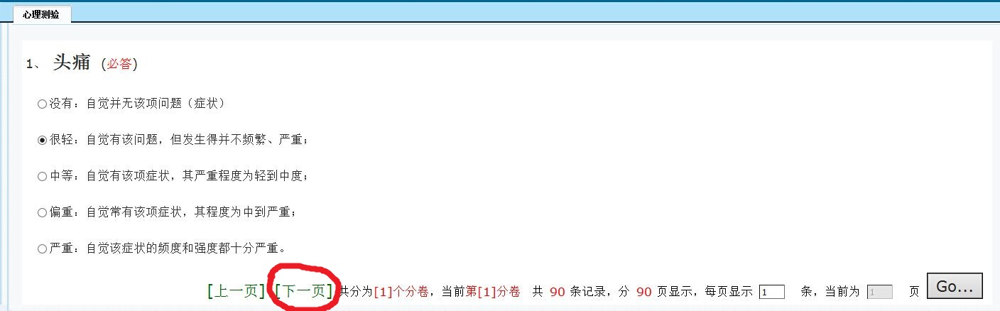 心理测验
1、 头痛 (必答)
没有：自觉并无该项问题（症状）
很轻：自觉有该问题，但发生得并不频繁、严重；
中等：自觉有该项症状，其严重程度为轻到中度；
偏重：自觉常有该项症状，其程度为中到严重；
严重：自觉该症状的频度和强度都十分严重。
[上一页] [下一页] 共分为[1]个分卷，当前第[1]分卷 共 90 条记录，分 90 页显示，每页显示 1 条，当前为 1 页 Go...